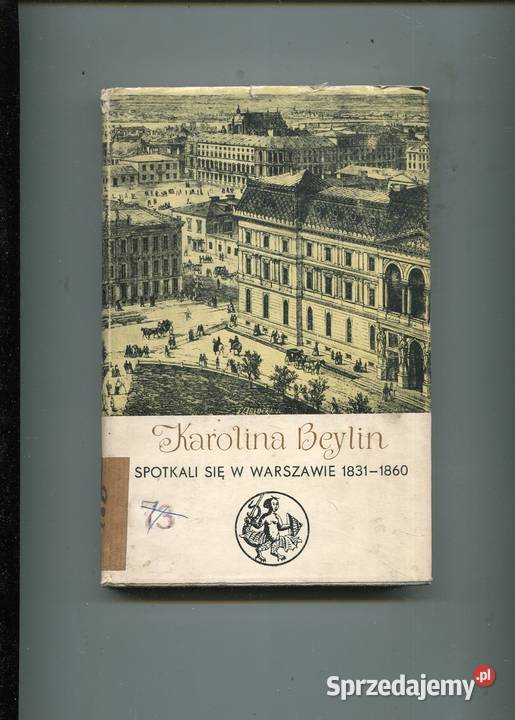 Karolina Beylin
SPOTKALI SIĘ W WARSZAWIE 1831–1860
Sprzedajemy.pl